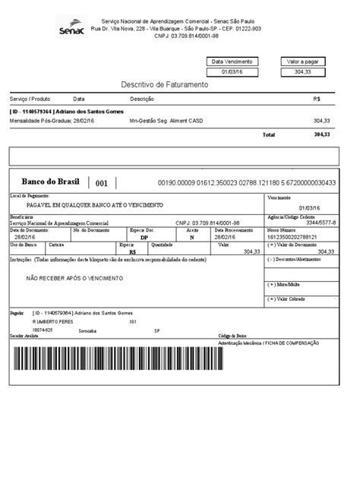 Senac
Serviço Nacional de Aprendizagem Comercial - Senac São Paulo
Rua Dr. Vila Nova, 228 - Vila Buarque - São Paulo-SP - CEP: 01222-903
CNPJ: 03.709.814/0001-98
Data Vencimento Valor a pagar
01/03/16 304,33
Descritivo de Faturamento
Serviço / Produto Data Descrição R$
[ ID - 1140579364 ] Adriano dos Santos Gomes
Mensalidade Pós-Graduaç 28/02/16 Mn-Gestão Seg. Aliment CASD 304,33
Total 304,33
Banco do Brasil 001 00190.00009 01612.350023 02788.121180 5 67200000030433
Local de Pagamento Vencimento
PAGAVEL EM QUALQUER BANCO ATÉ O VENCIMENTO 01/03/16
Beneficiário Agência/Código Cedente
Serviço Nacional de Aprendizagem Comercial CNPJ: 03.709.814/0001-98 3344/5577-8
Data do Documento No. do Documento Espécie Doc. Aceite Data Processamento Nosso Número
28/02/16 DP N 28/02/16 16123500202788121
Uso do Banco Carteira Espécie Quantidade Valor ( = ) Valor do Documento
R$ 304,33 304,33
Instruções (Todas informações deste bloqueto são de exclusiva responsabilidade do cedente) ( - ) Descontos/Abatimentos
NÃO RECEBER APÓS O VENCIMENTO
( + ) Mora/Multa
( = ) Valor Cobrado
Pagador [ ID - 1140579364 ] Adriano dos Santos Gomes
R UMBERTO PERES 161
18074-625 Sorocaba SP
Sacador Avalista Código de Baixa
Autenticação Mecânica / FICHA DE COMPENSAÇÃO